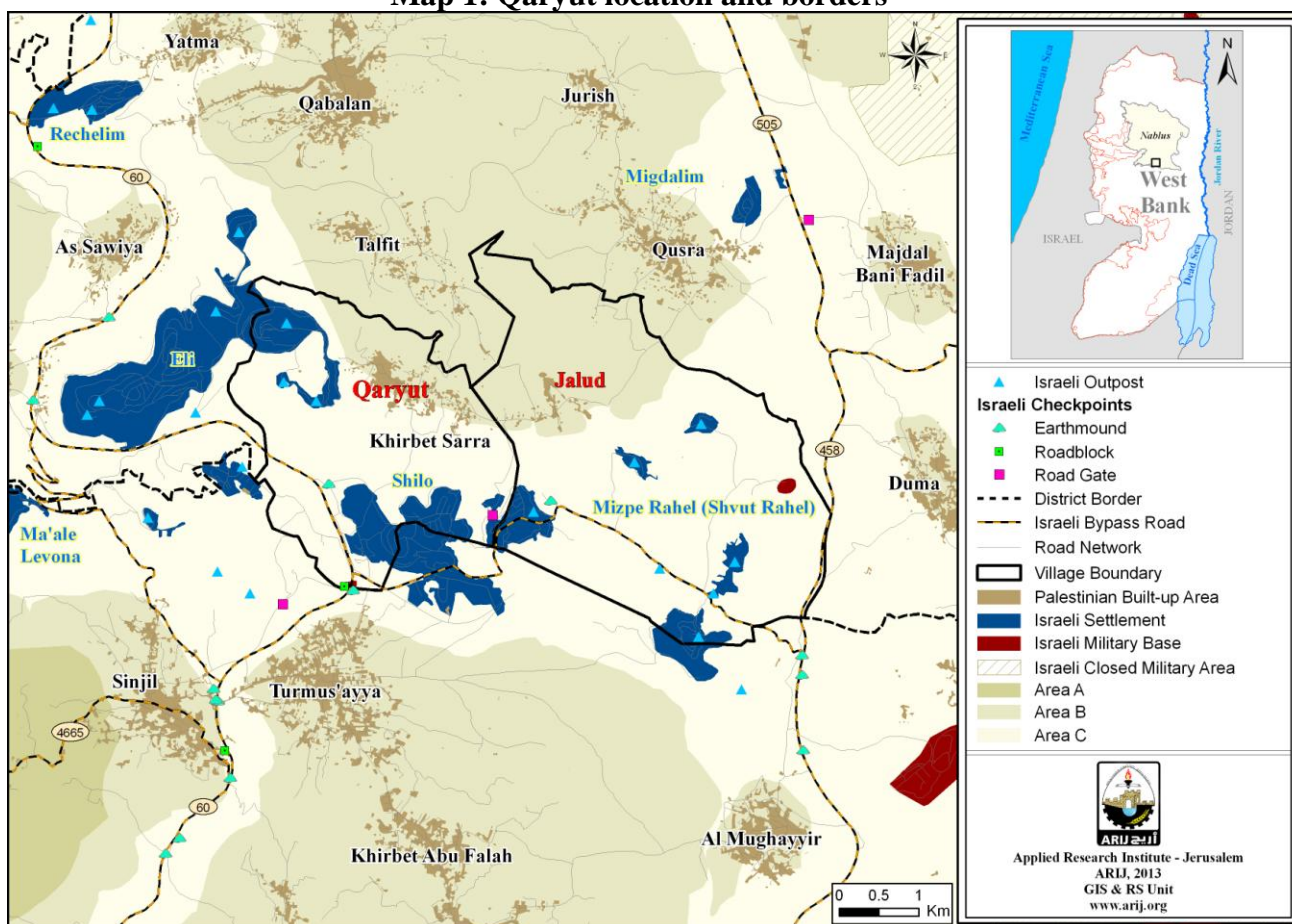 Map 1: Qaryut location and borders
Yatma
Qabalan
Jurish
Rechelim
505
60
Migdalim
As Sawiya
Talfit
Qusra
Majdal
Bani Fadil
Eli
Qaryut
Jalud
Khirbet Sarra
458
Shilo
Duma
Mizpe Rahel (Shvut Rahel)
Ma'ale
Levona
Sinjil
Turmus'ayya
4665
60
Khirbet Abu Falah
Al Mughayyir
0 0.5 1
Km
N
W
E
S
N
Mediterranean Sea
Nablus
West
Bank
Jordan River
JORDAN
ISRAEL
Dead Sea
Israeli Outpost
Israeli Checkpoints
Earthmound
Roadblock
Road Gate
District Border
Israeli Bypass Road
Road Network
Village Boundary
Palestinian Built-up Area
Israeli Settlement
Israeli Military Base
Israeli Closed Military Area
Area A
Area B
Area C
ARIJ أريج
Applied Research Institute - Jerusalem
ARIJ, 2013
GIS & RS Unit
www.arij.org